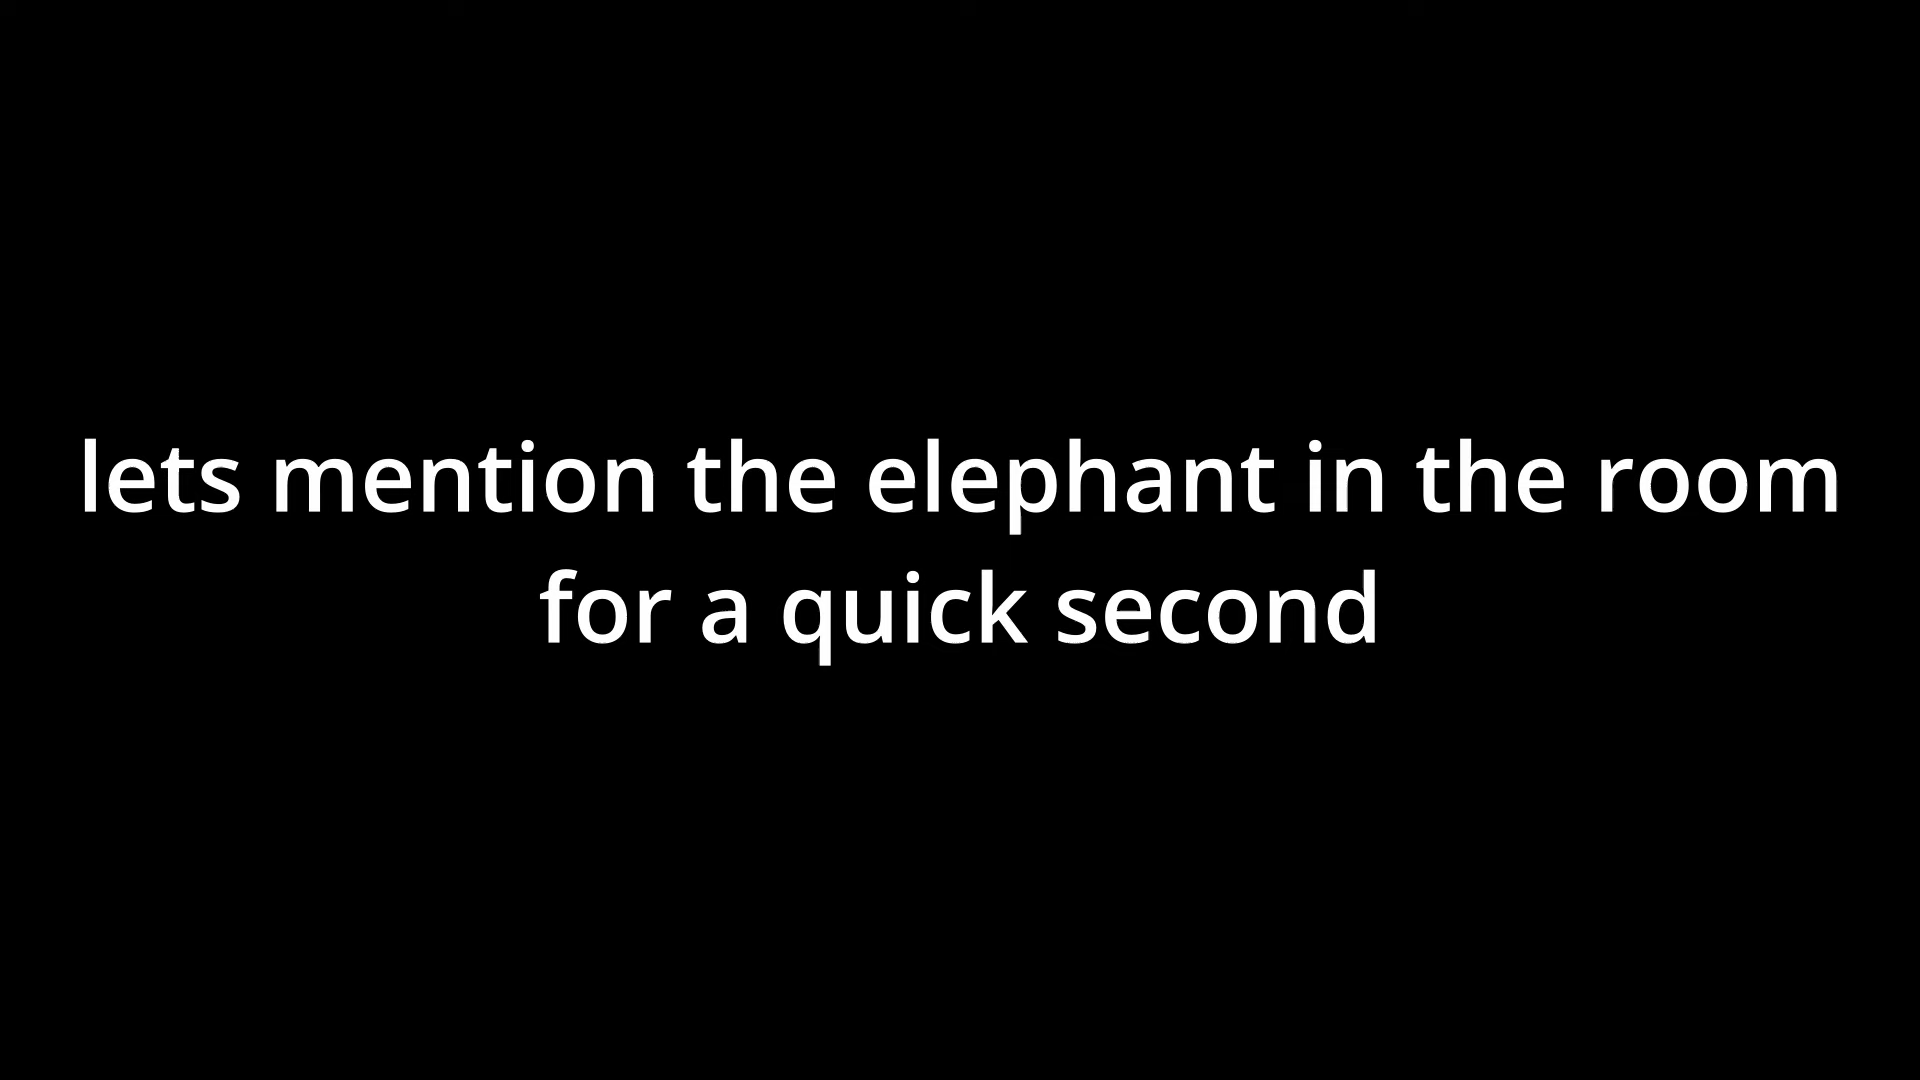 lets mention the elephant in the room
for a quick second